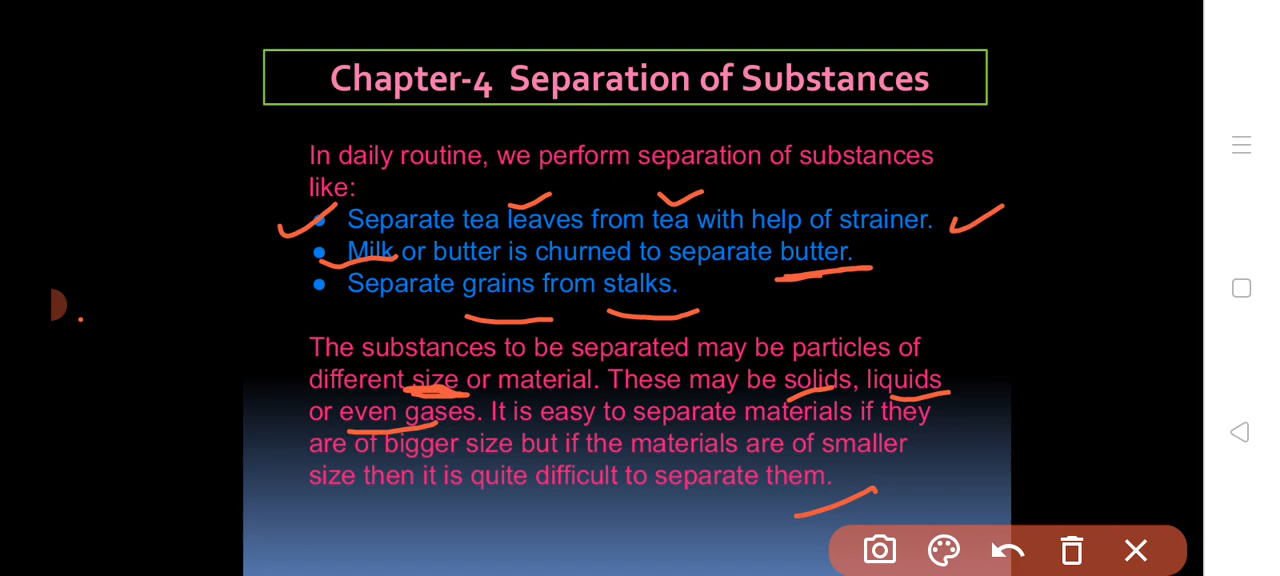 Chapter-4 Separation of Substances
In daily routine, we perform separation of substances
like:
● Separate tea leaves from tea with help of strainer.
● Milk or butter is churned to separate butter.
● Separate grains from stalks.
The substances to be separated may be particles of
different size or material. These may be solids, liquids
or even gases. It is easy to separate materials if they
are of bigger size but if the materials are of smaller
size then it is quite difficult to separate them.